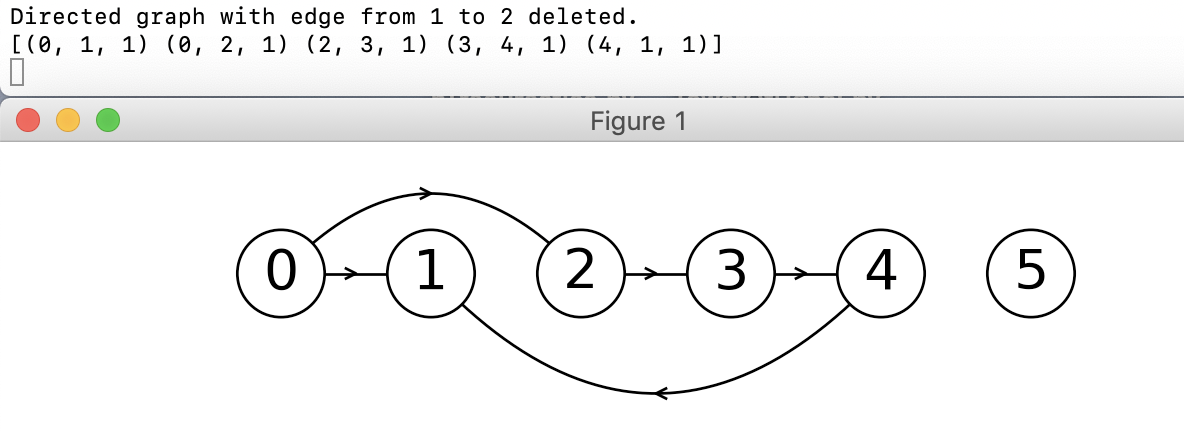 Directed graph with edge from 1 to 2 deleted.
[(0, 1, 1) (0, 2, 1) (2, 3, 1) (3, 4, 1) (4, 1, 1)]
Figure 1
0 1 2 3 4 5